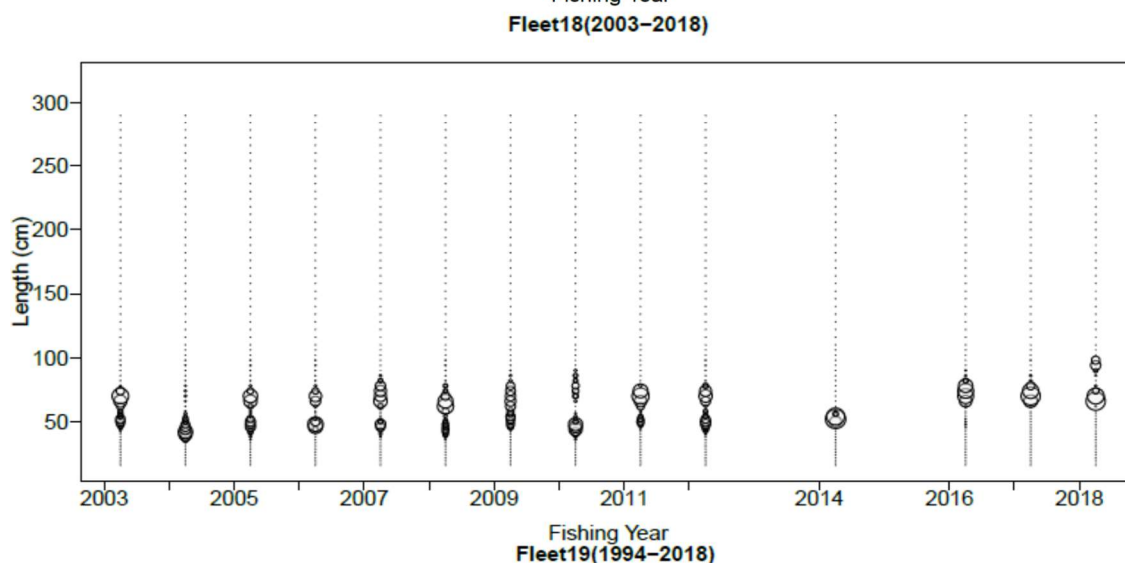 Fishing Year
Fleet18(2003−2018)
300
250
200
150
100
50
Length (cm)
2003 2005 2007 2009 2011 2014 2016 2018
Fishing Year
Fleet19(1994−2018)